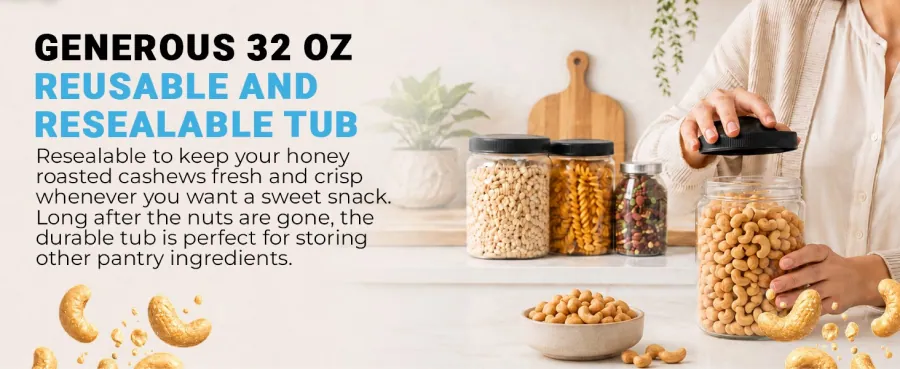 GENEROUS 32 OZ
REUSABLE AND
RESEALABLE TUB
Resealable to keep your honey
roasted cashews fresh and crisp
whenever you want a sweet snack.
Long after the nuts are gone, the
durable tub is perfect for storing
other pantry ingredients.